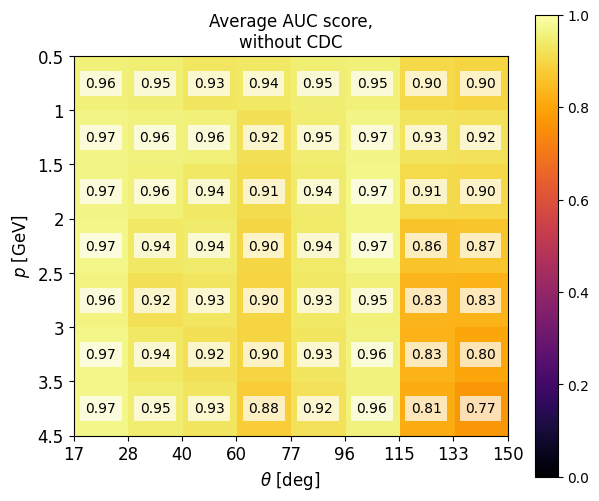 Average AUC score,
without CDC
0.5
0.96 0.95 0.93 0.94 0.95 0.95 0.90 0.90
1
0.97 0.96 0.96 0.92 0.95 0.97 0.93 0.92
1.5
0.97 0.96 0.94 0.91 0.94 0.97 0.91 0.90
2
0.97 0.94 0.94 0.90 0.94 0.97 0.86 0.87
2.5
0.96 0.92 0.93 0.90 0.93 0.95 0.83 0.83
3
0.97 0.94 0.92 0.90 0.93 0.96 0.83 0.80
3.5
0.97 0.95 0.93 0.88 0.92 0.96 0.81 0.77
4.5
p [GeV]
17 28 40 60 77 96 115 133 150
θ [deg]
1.0
0.8
0.6
0.4
0.2
0.0